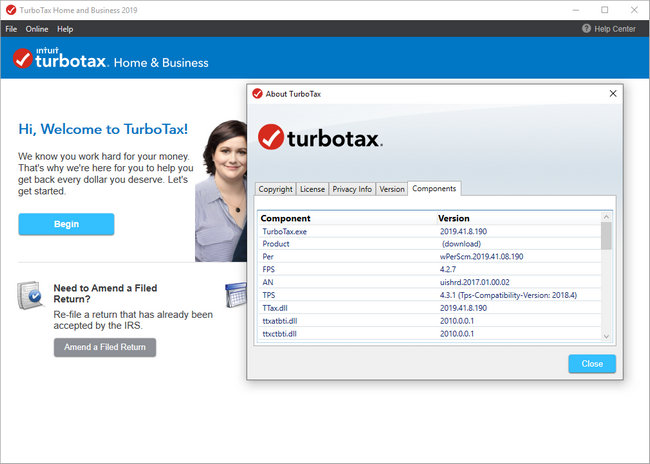 TurboTax Home and Business 2019
File Online Help Help Center
intuit
turbotax. Home & Business
Hi, Welcome to TurboTax!
We know you work hard for your money.
That's why we're here for you to help you
get back every dollar you deserve. Let's
get started.
Begin
Need to Amend a Filed
Return?
Re-file a return that has already been
accepted by the IRS.
Amend a Filed Return
About TurboTax
turbotax.
Copyright License Privacy Info Version Components
Component Version
TurboTax.exe 2019.41.8.190
Product (download)
Per wPerScm.2019.41.08.190
FPS 4.2.7
AN uishrd.2017.01.00.02
TPS 4.3.1 (Tps-Compatibility-Version: 2018.4)
TTax.dll 2019.41.8.190
ttxatbti.dll 2010.0.0.1
ttxctbti.dll 2010.0.0.1
Close